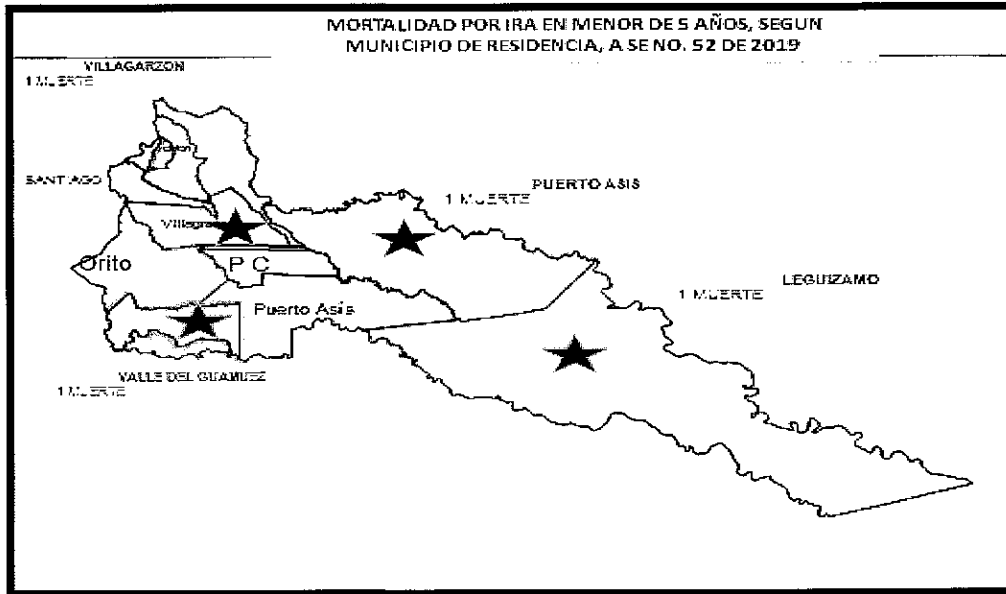 MORTALIDAD POR IRA EN MENOR DE 5 AÑOS, SEGUN
MUNICIPIO DE RESIDENCIA, A SE NO. 52 DE 2019
VILLAGARZON
1 MUERTE
SANTIAGO
PUERTO ASIS
1 MUERTE
Villagra
Orito
P C
LEGUIZAMO
1 MUERTE
Puerto Asís
VALLE DEL GUAMUEZ
1 MUERTE